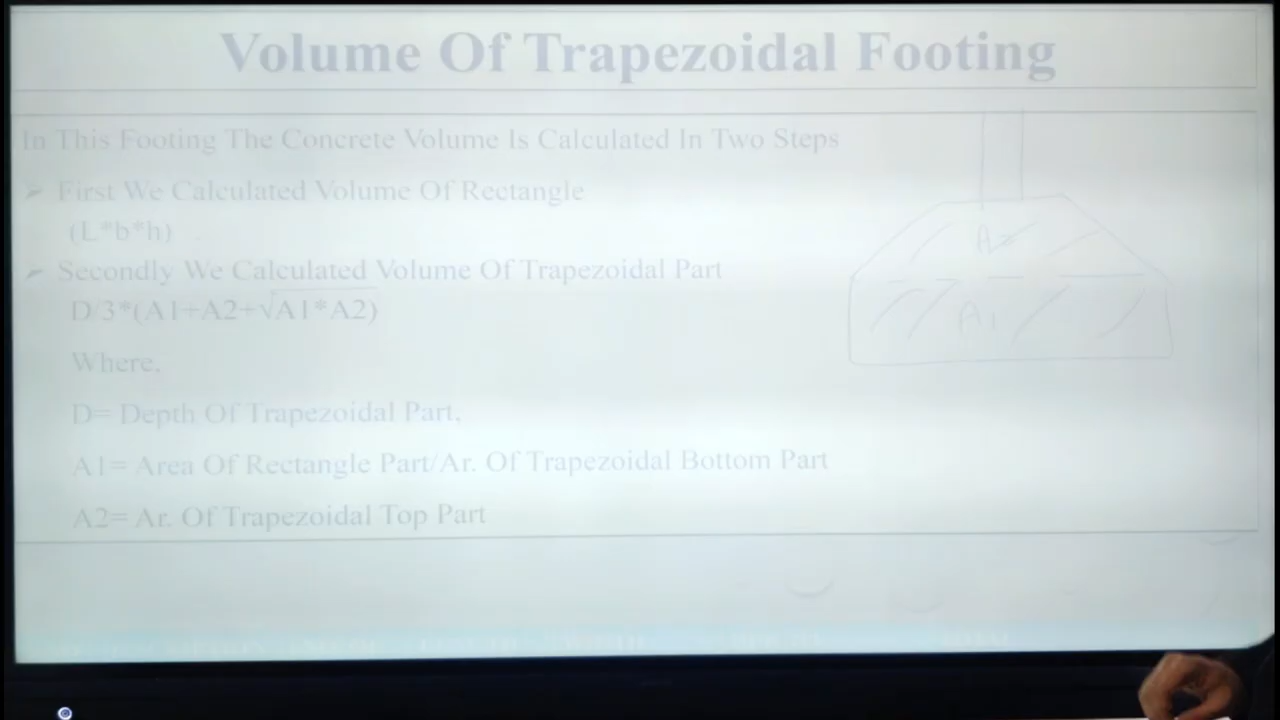 Volume Of Trapezoidal Footing
In This Footing The Concrete Volume Is Calculated In Two Steps
➤ First We Calculated Volume Of Rectangle
(L*b*h)
➤ Secondly We Calculated Volume Of Trapezoidal Part
D/3*(A1+A2+√A1*A2)
Where,
D= Depth Of Trapezoidal Part,
A1= Area Of Rectangle Part/Ar. Of Trapezoidal Bottom Part
A2= Ar. Of Trapezoidal Top Part
A2
A1